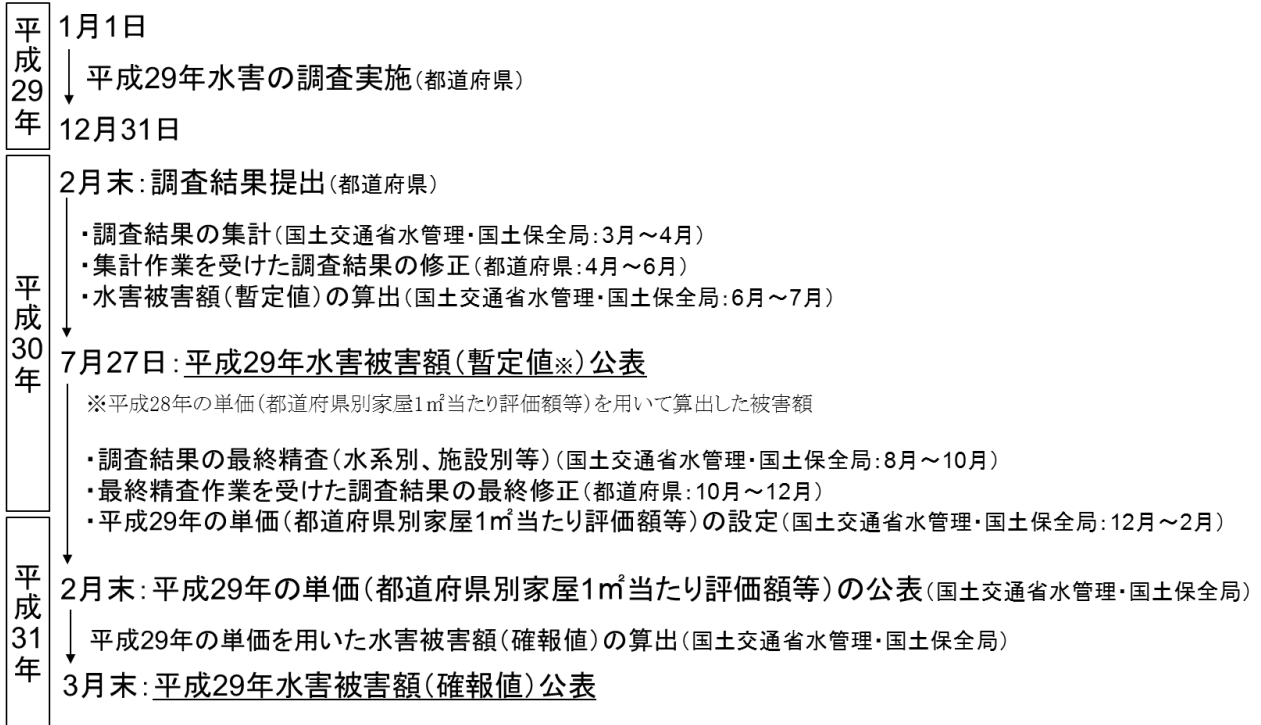 平成29年
1月1日
平成29年水害の調査実施(都道府県)
12月31日
平成30年
2月末:調査結果提出(都道府県)
・調査結果の集計(国土交通省水管理・国土保全局:3月~4月)
・集計作業を受けた調査結果の修正(都道府県:4月~6月)
・水害被害額(暫定値)の算出(国土交通省水管理・国土保全局:6月~7月)
7月27日:平成29年水害被害額(暫定値※)公表
※平成28年の単価(都道府県別家屋1㎡当たり評価額等)を用いて算出した被害額
・調査結果の最終精査(水系別、施設別等)(国土交通省水管理・国土保全局:8月~10月)
・最終精査作業を受けた調査結果の最終修正(都道府県:10月~12月)
・平成29年の単価(都道府県別家屋1㎡当たり評価額等)の設定(国土交通省水管理・国土保全局:12月~2月)
平成31年
2月末:平成29年の単価(都道府県別家屋1㎡当たり評価額等)の公表(国土交通省水管理・国土保全局)
平成29年の単価を用いた水害被害額(確報値)の算出(国土交通省水管理・国土保全局)
3月末:平成29年水害被害額(確報値)公表